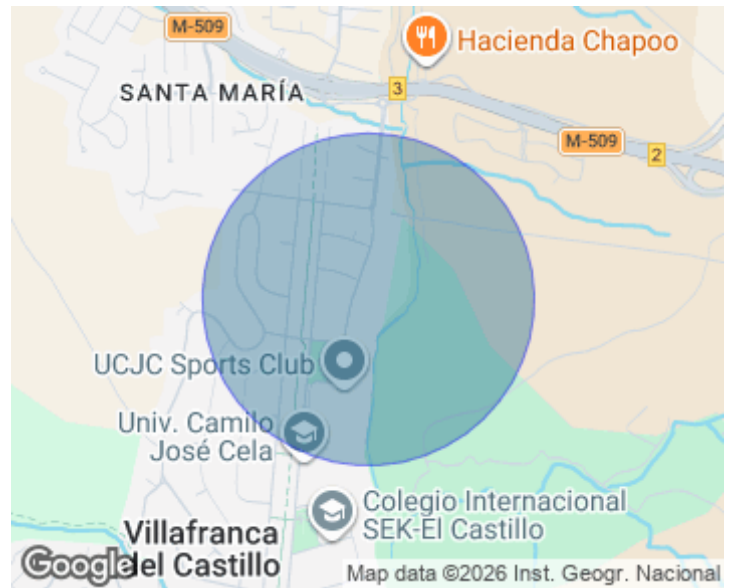 M-509
Hacienda Chapoo
SANTA MARÍA
3
M-509
2
UCJC Sports Club
Univ. Camilo
José Cela
Colegio Internacional
SEK-El Castillo
Villafranca
del Castillo
Google
Map data ©2026 Inst. Geogr. Nacional